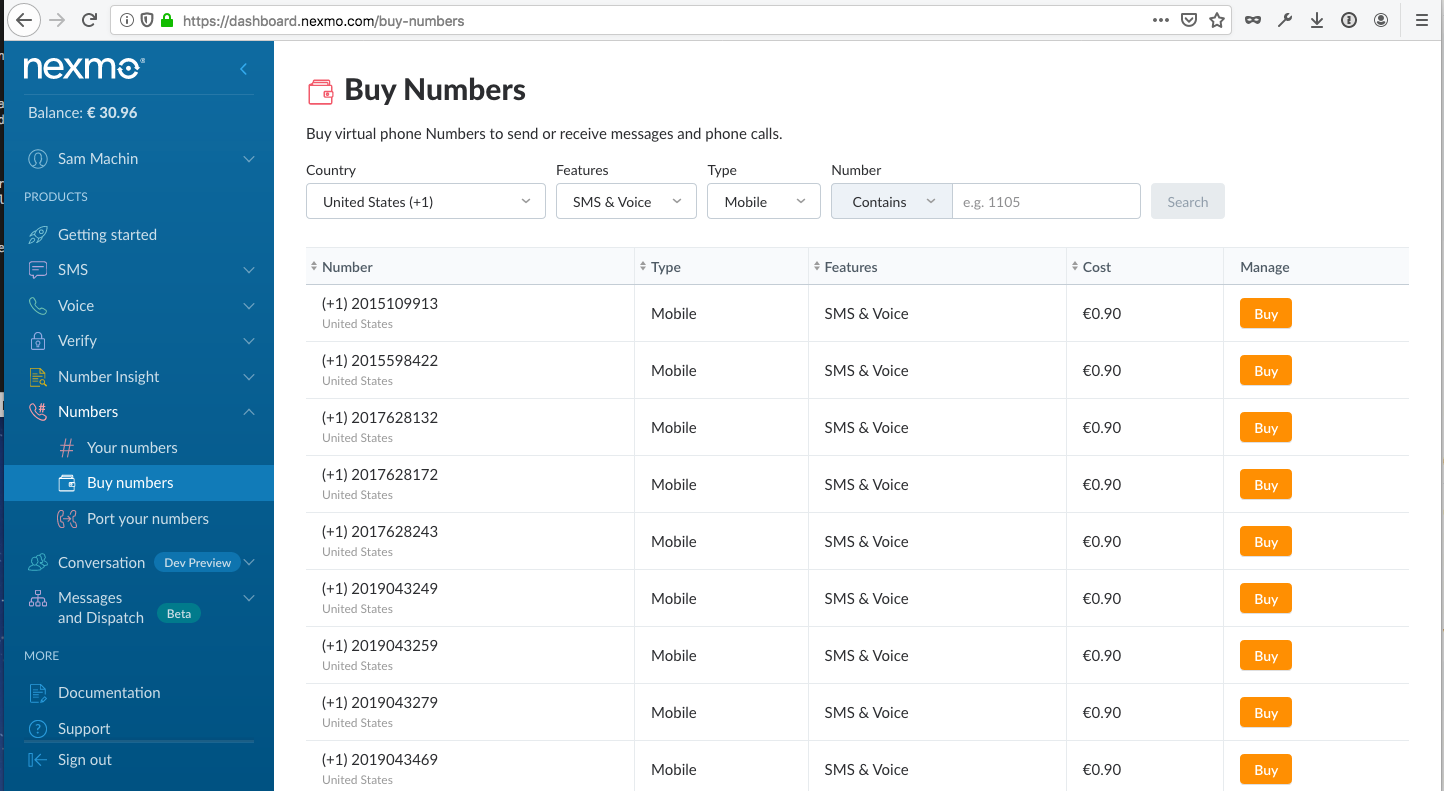 https://dashboard.nexmo.com/buy-numbers
nexmo
Balance: € 30.96
Sam Machin
PRODUCTS
Getting started
SMS
Voice
Verify
Number Insight
Numbers
Your numbers
Buy numbers
Port your numbers
Conversation Dev Preview
Messages
and Dispatch Beta
MORE
Documentation
Support
Sign out
Buy Numbers
Buy virtual phone Numbers to send or receive messages and phone calls.
Country Features Type Number
United States (+1) SMS & Voice Mobile Contains e.g. 1105 Search
Number Type Features Cost Manage
(+1) 2015109913
United States
Mobile SMS & Voice €0.90 Buy
(+1) 2015598422
United States
Mobile SMS & Voice €0.90 Buy
(+1) 2017628132
United States
Mobile SMS & Voice €0.90 Buy
(+1) 2017628172
United States
Mobile SMS & Voice €0.90 Buy
(+1) 2017628243
United States
Mobile SMS & Voice €0.90 Buy
(+1) 2019043249
United States
Mobile SMS & Voice €0.90 Buy
(+1) 2019043259
United States
Mobile SMS & Voice €0.90 Buy
(+1) 2019043279
United States
Mobile SMS & Voice €0.90 Buy
(+1) 2019043469
United States
Mobile SMS & Voice €0.90 Buy